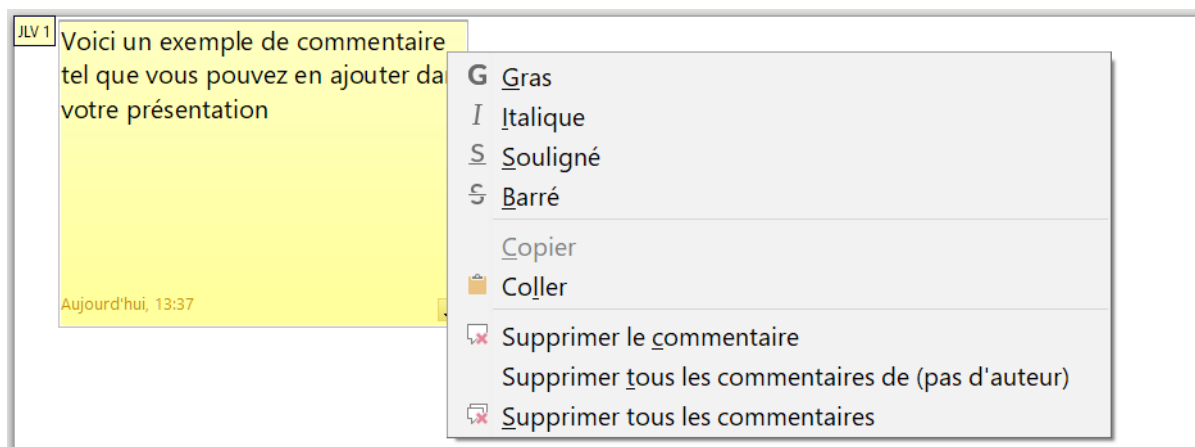 JLV 1
Voici un exemple de commentaire
tel que vous pouvez en ajouter
votre présentation
Aujourd'hui, 13:37
G Gras
I Italique
S Souligné
S Barré
Copier
Coller
Supprimer le commentaire
Supprimer tous les commentaires de (pas d'auteur)
Supprimer tous les commentaires